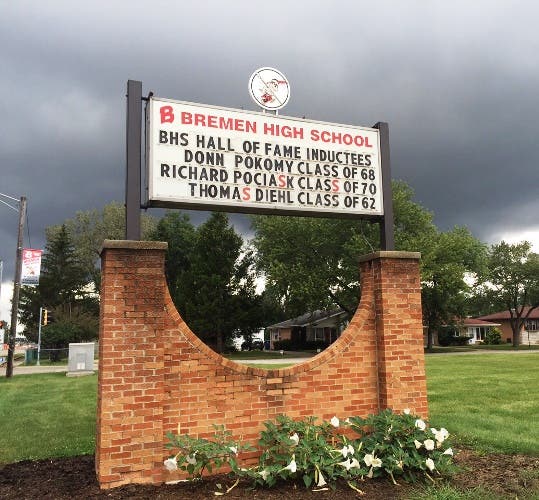 B BREMEN HIGH SCHOOL
BHS HALL OF FAME INDUCTEES
DONN POKOMY CLASS OF 68
RICHARD POCIASK CLASS OF 70
THOMAS DIEHL CLASS OF 62